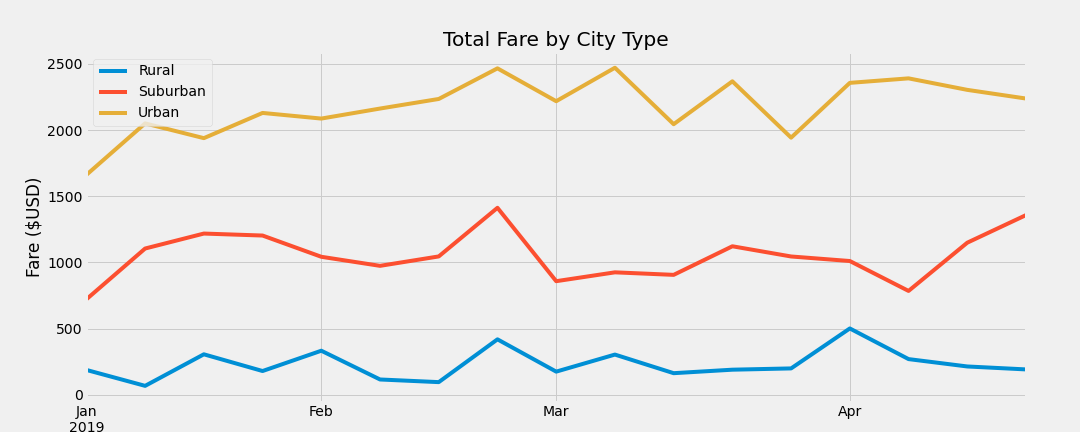 Total Fare by City Type
Rural
Suburban
Urban
Fare ($USD)
2500
2000
1500
1000
500
0
Jan Feb Mar Apr
2019